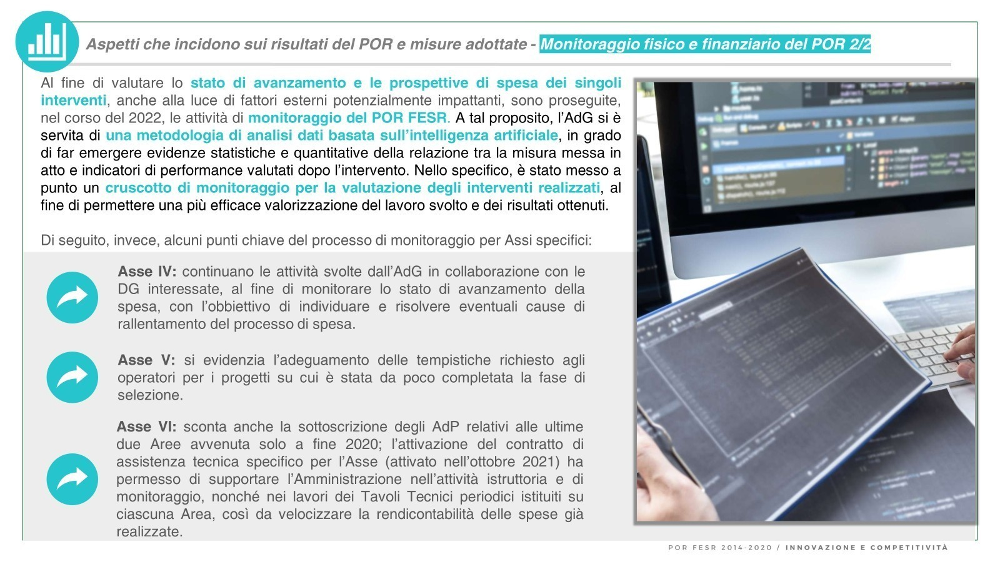 Aspetti che incidono sui risultati del POR e misure adottate - Monitoraggio fisico e finanziario del POR 2/2
Al fine di valutare lo stato di avanzamento e le prospettive di spesa dei singoli
interventi, anche alla luce di fattori esterni potenzialmente impattanti, sono proseguite,
nel corso del 2022, le attività di monitoraggio del POR FESR. A tal proposito, l’AdG si è
servita di una metodologia di analisi dati basata sull’intelligenza artificiale, in grado
di far emergere evidenze statistiche e quantitative della relazione tra la misura messa in
atto e indicatori di performance valutati dopo l’intervento. Nello specifico, è stato messo a
punto un cruscotto di monitoraggio per la valutazione degli interventi realizzati, al
fine di permettere una più efficace valorizzazione del lavoro svolto e dei risultati ottenuti.
Di seguito, invece, alcuni punti chiave del processo di monitoraggio per Assi specifici:
Asse IV: continuano le attività svolte dall’AdG in collaborazione con le
DG interessate, al fine di monitorare lo stato di avanzamento della
spesa, con l’obbiettivo di individuare e risolvere eventuali cause di
rallentamento del processo di spesa.
Asse V: si evidenzia l’adeguamento delle tempistiche richiesto agli
operatori per i progetti su cui è stata da poco completata la fase di
selezione.
Asse VI: sconta anche la sottoscrizione degli AdP relativi alle ultime
due Aree avvenuta solo a fine 2020; l’attivazione del contratto di
assistenza tecnica specifico per l’Asse (attivato nell’ottobre 2021) ha
permesso di supportare l’Amministrazione nell’attività istruttoria e di
monitoraggio, nonché nei lavori dei Tavoli Tecnici periodici istituiti su
ciascuna Area, così da velocizzare la rendicontabilità delle spese già
realizzate.
POR FESR 2014-2020 / INNOVAZIONE E COMPETITIVITÀ